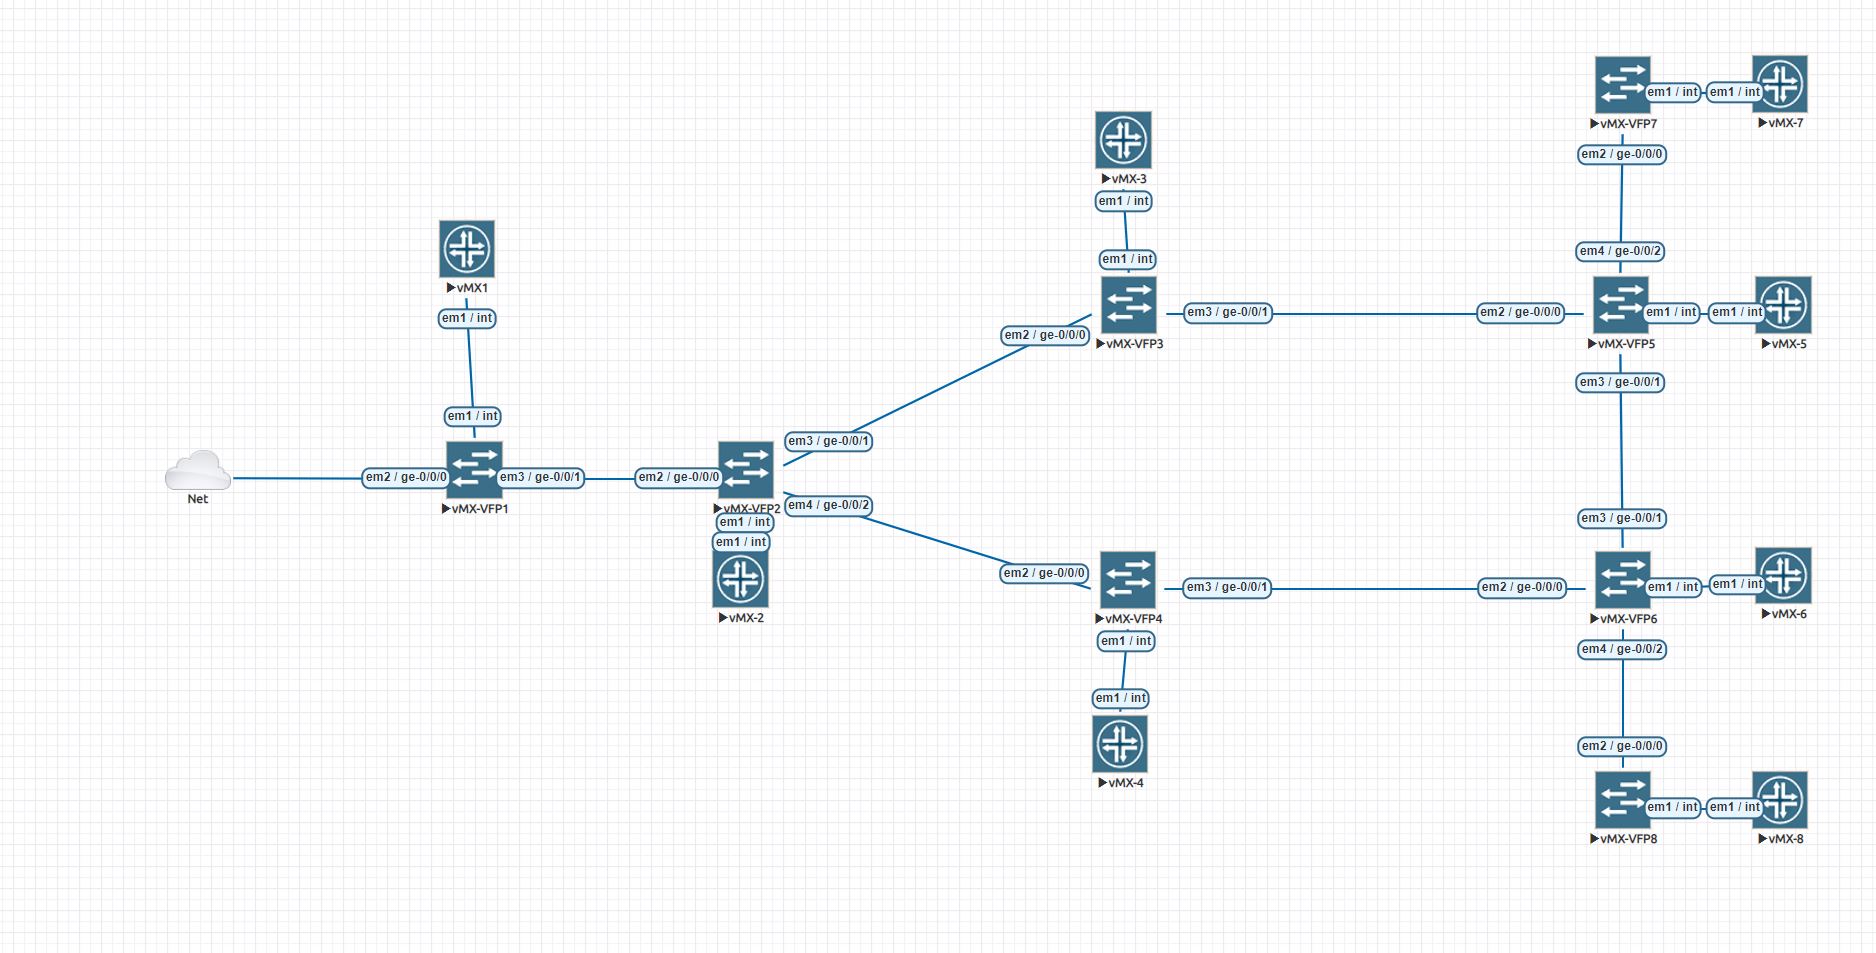 em1 / int
em1 / int
▶vMX-VFP7
▶vMX-7
em2 / ge-0/0/0
▶vMX-3
em1 / int
em4 / ge-0/0/2
em1 / int
▶vMX1
em1 / int
em3 / ge-0/0/1
em2 / ge-0/0/0
em1 / int
em1 / int
em2 / ge-0/0/0
▶vMX-VFP3
▶vMX-VFP5
▶vMX-5
em3 / ge-0/0/1
em1 / int
em3 / ge-0/0/1
em2 / ge-0/0/0
em3 / ge-0/0/1
em2 / ge-0/0/0
Net
▶vMX-VFP1
▶vMX-VFP2
em4 / ge-0/0/2
em3 / ge-0/0/1
em1 / int
em1 / int
em2 / ge-0/0/0
em3 / ge-0/0/1
em2 / ge-0/0/0
em1 / int
em1 / int
▶vMX-2
▶vMX-VFP4
▶vMX-VFP6
▶vMX-6
em1 / int
em4 / ge-0/0/2
em1 / int
em2 / ge-0/0/0
▶vMX-4
em1 / int
em1 / int
▶vMX-VFP8
▶vMX-8